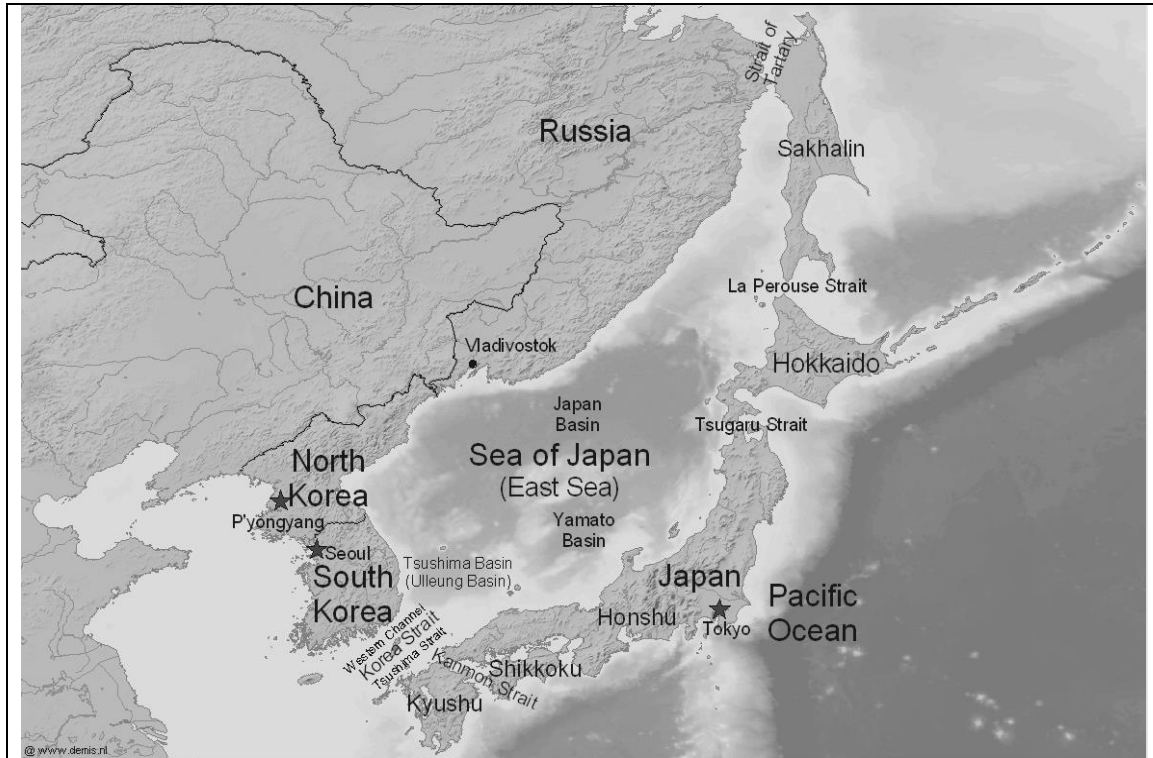 Strait of
Tartary
Russia
Sakhalin
China
La Perouse Strait
Vladivostok
Hokkaido
Japan
Basin
Tsugaru Strait
Sea of Japan
(East Sea)
North
Korea
P'yongyang
Yamato
Basin
Seoul
South
Korea
Tsushima Basin
(Ulleung Basin)
Japan
Honshu
Tokyo
Pacific
Ocean
Western Channel
Korea Strait
Tsushima Strait
Kanmon Strait
Shikkoku
Kyushu
@ www.demis.nl